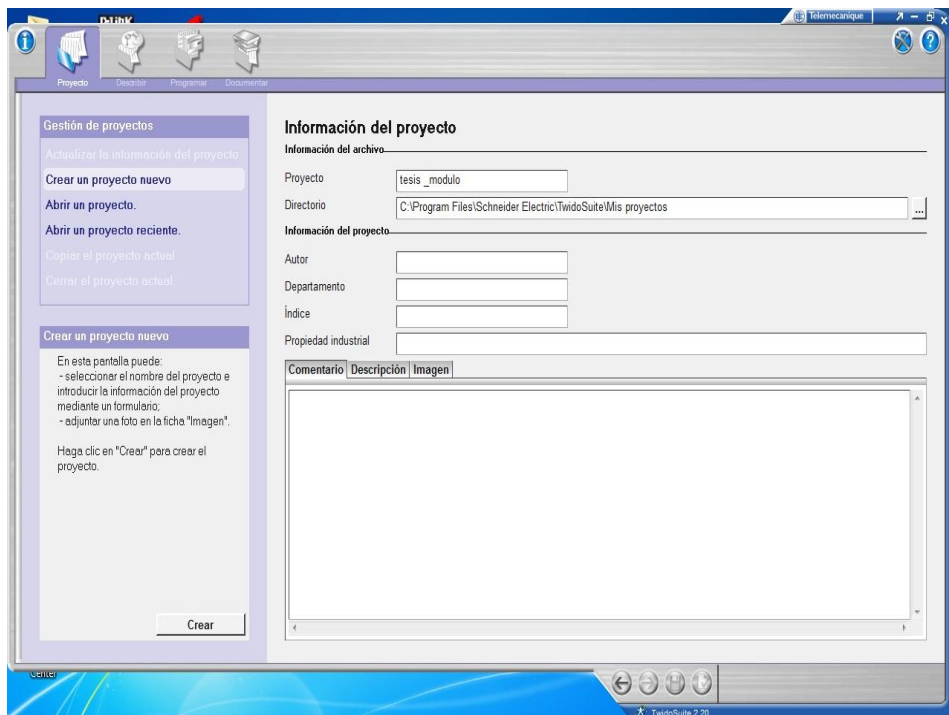 D-Link
Telemecanique
Proyecto
Describir
Programar
Documentar
Gestión de proyectos
Actualizar la información del proyecto
Crear un proyecto nuevo
Abrir un proyecto.
Abrir un proyecto reciente.
Copiar el proyecto actual
Cerrar el proyecto actual.
Crear un proyecto nuevo
En esta pantalla puede:
- seleccionar el nombre del proyecto e
introducir la información del proyecto
mediante un formulario;
- adjuntar una foto en la ficha "Imagen".
Haga clic en "Crear" para crear el
proyecto.
Crear
Información del proyecto
Información del archivo
Proyecto
tesis _modulo
Directorio
C:\Program Files\Schneider Electric\TwidoSuite\Mis proyectos
...
Información del proyecto
Autor
Departamento
Índice
Propiedad industrial
Comentario Descripción Imagen
Center
TwidoSuite 2.20